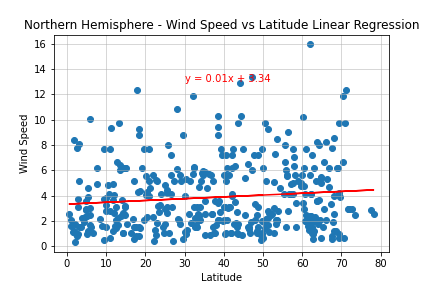 Northern Hemisphere - Wind Speed vs Latitude Linear Regression
16
14
y = 0.01x + 3.34
12
10
Wind Speed
8
6
4
2
0
0 10 20 30 40 50 60 70 80
Latitude